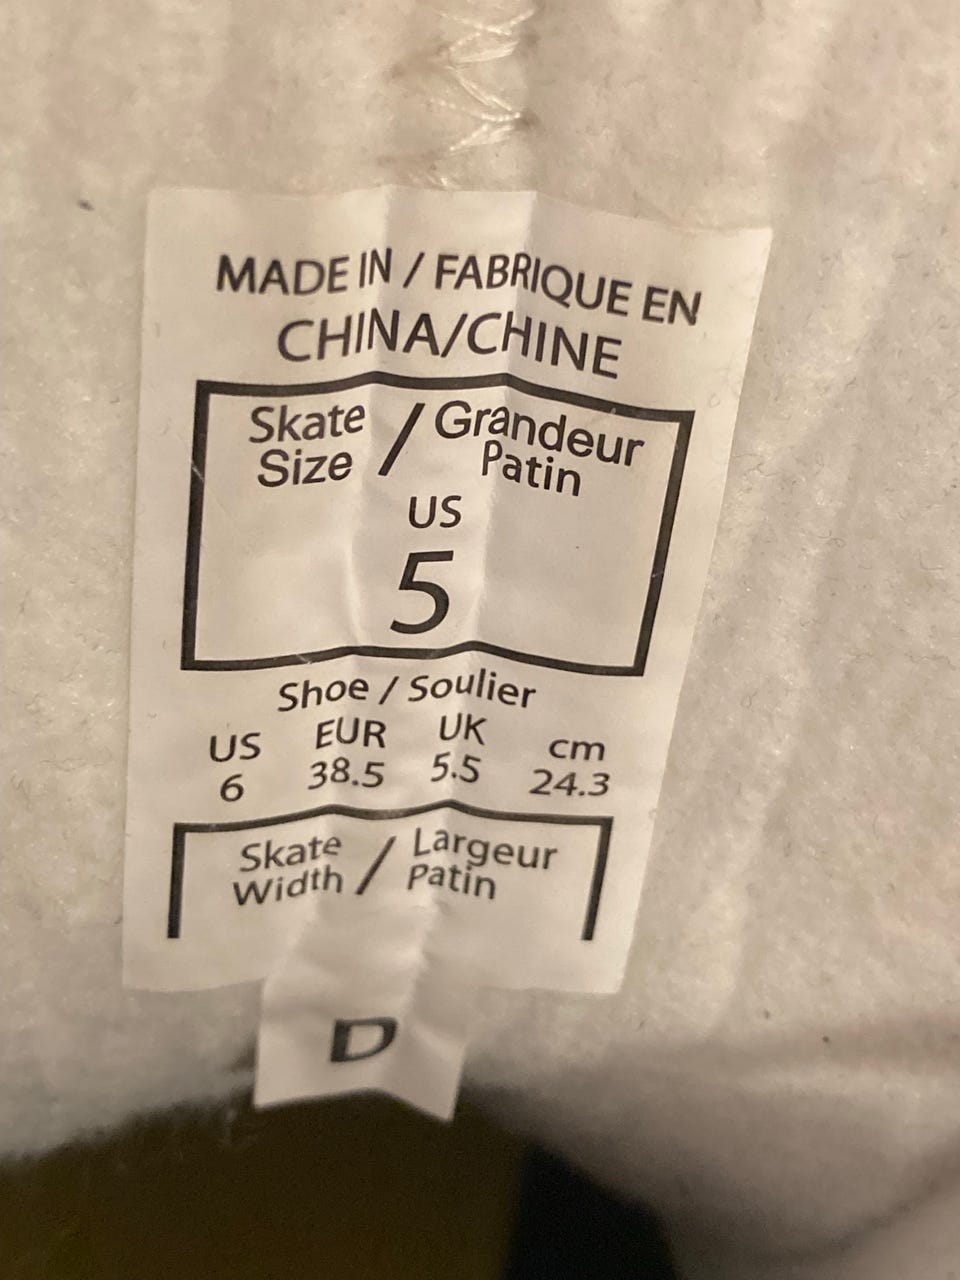 MADE IN / FABRIQUE EN
CHINA/CHINE
Skate Size / Grandeur Patin
US
5
Shoe / Soulier
US EUR UK cm
6 38.5 5.5 24.3
Skate Width / Largeur Patin
D